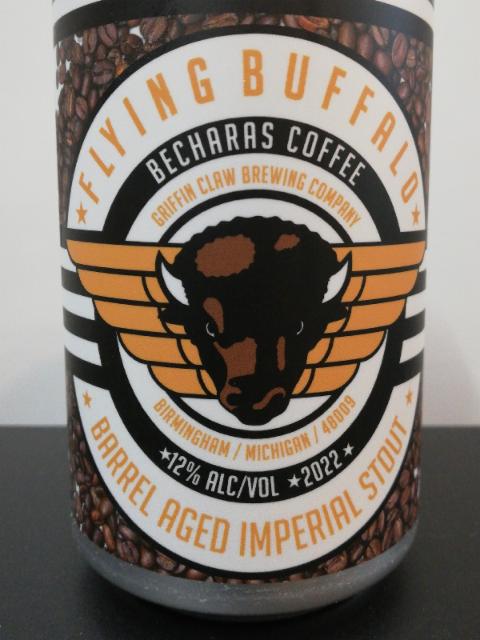 FLYING BUFFALO
BECHARAS COFFEE
GRIFFIN CLAW BREWING COMPANY
BIRMINGHAM / MICHIGAN / 48009
★12% ALC/VOL ★2022★
BARREL AGED IMPERIAL STOUT